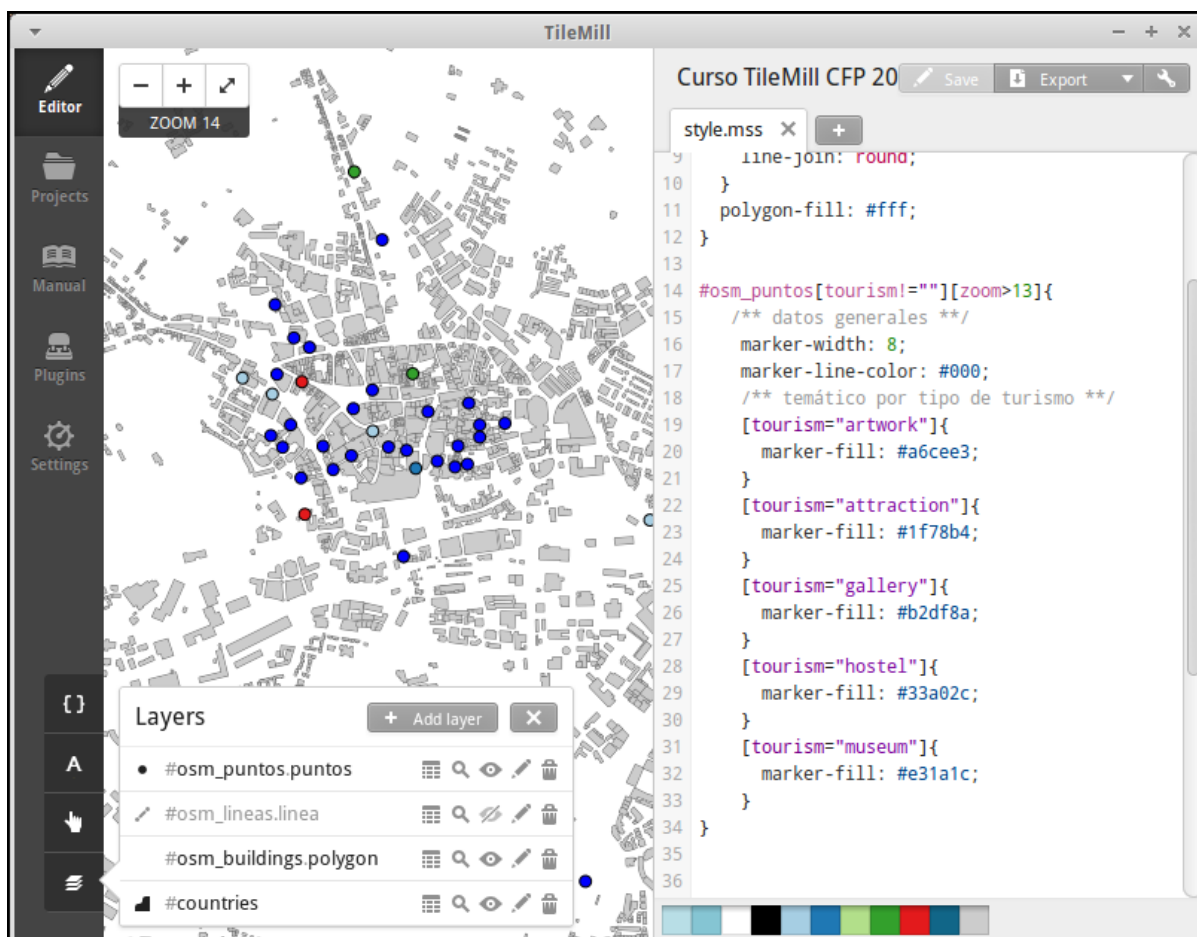 TileMill
Editor
Projects
Manual
Plugins
Settings
ZOOM 14
Layers
+ Add layer
#osm_puntos.puntos
#osm_lineas.linea
#osm_buildings.polygon
#countries
{}
A
Curso TileMill CFP 20
Save
Export
style.mss
9 line-join: round;
10 }
11 polygon-fill: #fff;
12 }
13
14 #osm_puntos[tourism!=""][zoom>13]{
15 /** datos generales **/
16 marker-width: 8;
17 marker-line-color: #000;
18 /** temático por tipo de turismo **/
19 [tourism="artwork"]{
20 marker-fill: #a6cee3;
21 }
22 [tourism="attraction"]{
23 marker-fill: #1f78b4;
24 }
25 [tourism="gallery"]{
26 marker-fill: #b2df8a;
27 }
28 [tourism="hostel"]{
29 marker-fill: #33a02c;
30 }
31 [tourism="museum"]{
32 marker-fill: #e31a1c;
33 }
34 }
35
36